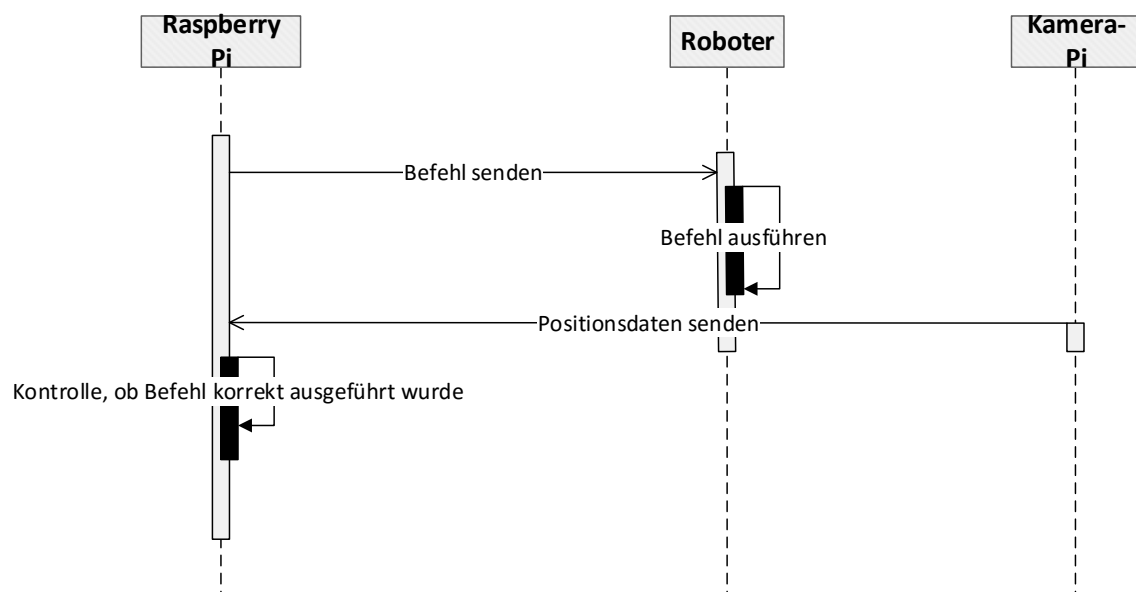 Raspberry
Pi
Roboter
Kamera-
Pi
Befehl senden
Befehl ausführen
Positionsdaten senden
Kontrolle, ob Befehl korrekt ausgeführt wurde